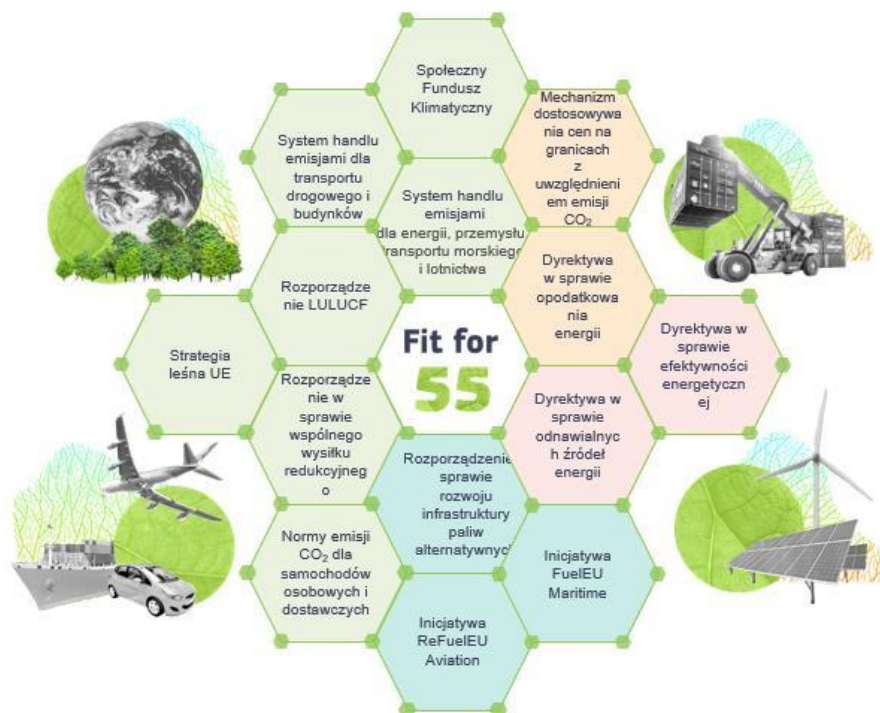 Społeczny
Fundusz
Klimatyczny
System handlu
emisjami dla
transportu
drogowego i
budynków
Mechanizm
dostosowywa
nia cen na
granicach
z
uwzględnieni
em emisji
CO₂
System handlu
emisjami
dla energii, przemysłu,
transportu morskiego
i lotnictwa
Rozporządze
nie LULUCF
Dyrektywa
w sprawie
opodatkowa
nia
energii
Strategia
leśna UE
Fit for
55
Dyrektywa w
sprawie
efektywności
energetyczn
ej
Rozporządze
nie w
sprawie
wspólnego
wysiłku
redukcyjneg
o
Dyrektywa w
sprawie
odnawialnyc
h źródeł
energii
Rozporządzenie
sprawie
rozwoju
infrastruktury
paliw
alternatywnych
Normy emisji
CO₂ dla
samochodów
osobowych i
dostawczych
Inicjatywa
FuelEU
Maritime
Inicjatywa
ReFuelEU
Aviation